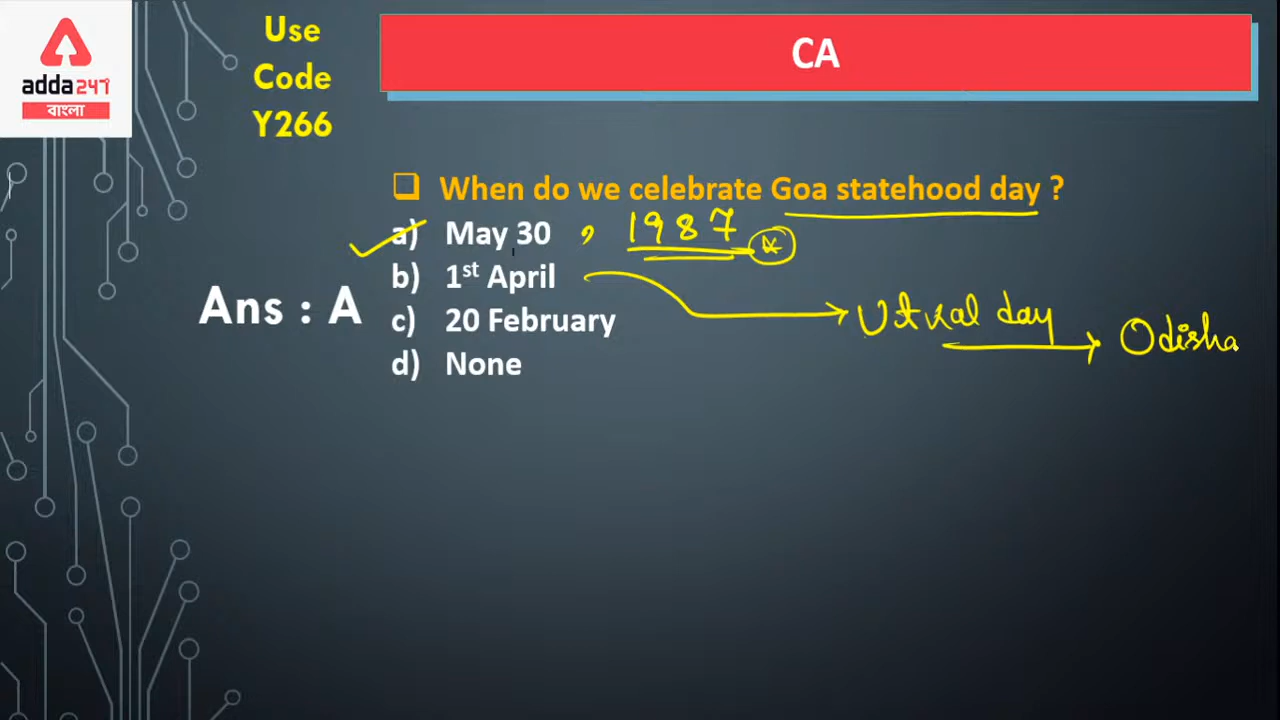 adda247
বাংলা
Use
Code
Y266
CA
❑ When do we celebrate Goa statehood day ?
a) May 30 , 1987 *
b) 1st April → Utkal day → Odisha
c) 20 February
d) None
Ans : A